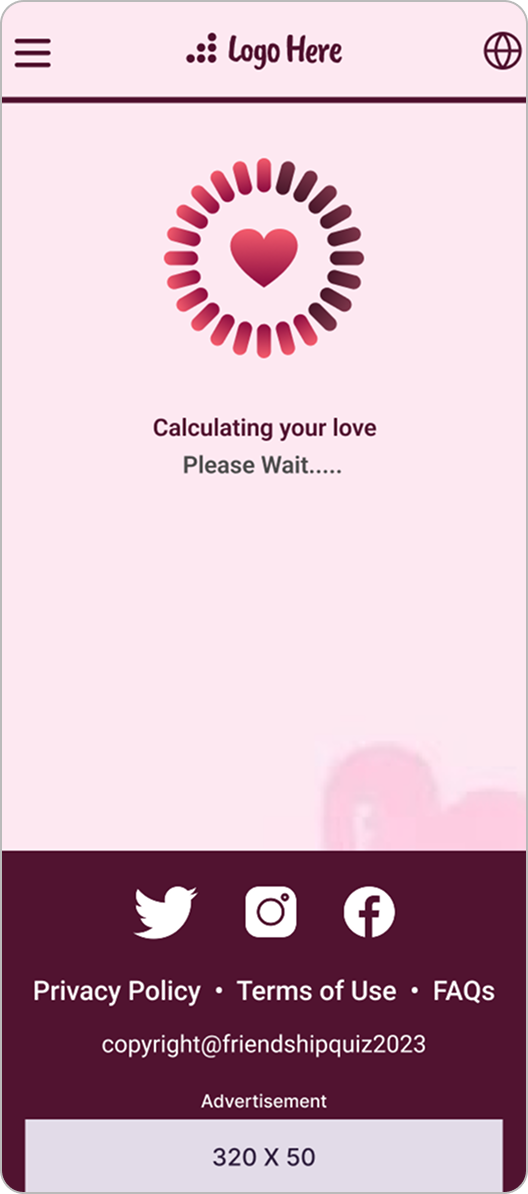 Logo Here
Calculating your love
Please Wait.....
Privacy Policy • Terms of Use • FAQs
copyright@friendshipquiz2023
Advertisement
320 X 50